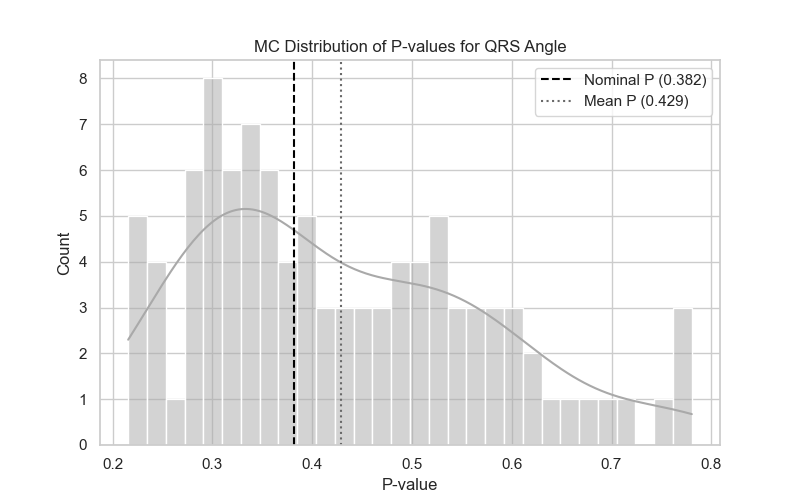 MC Distribution of P-values for QRS Angle
Nominal P (0.382)
Mean P (0.429)
8
7
6
5
4
3
2
1
0
Count
0.2 0.3 0.4 0.5 0.6 0.7 0.8
P-value